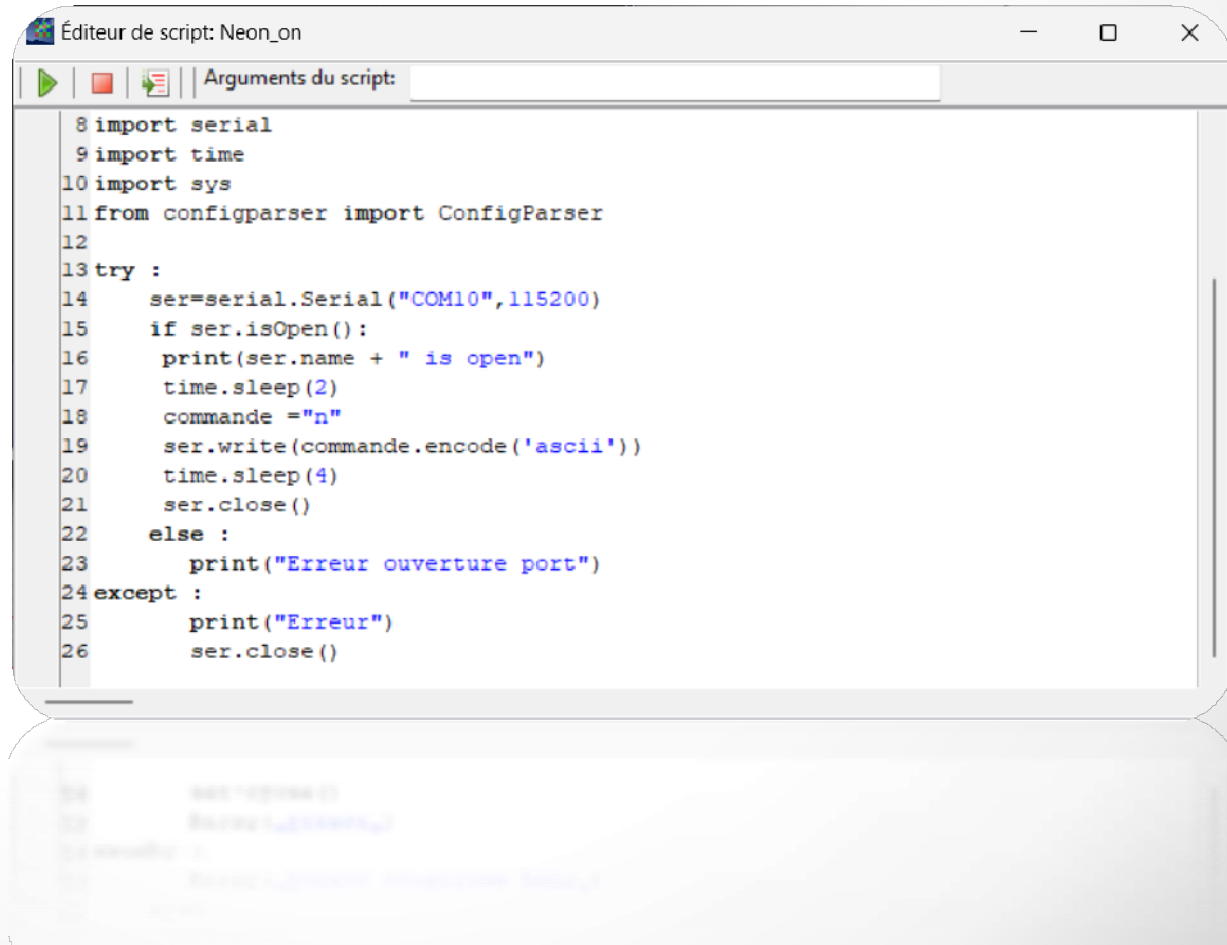 Éditeur de script: Neon_on
Arguments du script:
8 import serial
9 import time
10 import sys
11 from configparser import ConfigParser
12
13 try :
14     ser=serial.Serial("COM10",115200)
15     if ser.isOpen():
16      print(ser.name + " is open")
17      time.sleep(2)
18      commande ="n"
19      ser.write(commande.encode('ascii'))
20      time.sleep(4)
21      ser.close()
22     else :
23        print("Erreur ouverture port")
24 except :
25        print("Erreur")
26        ser.close()